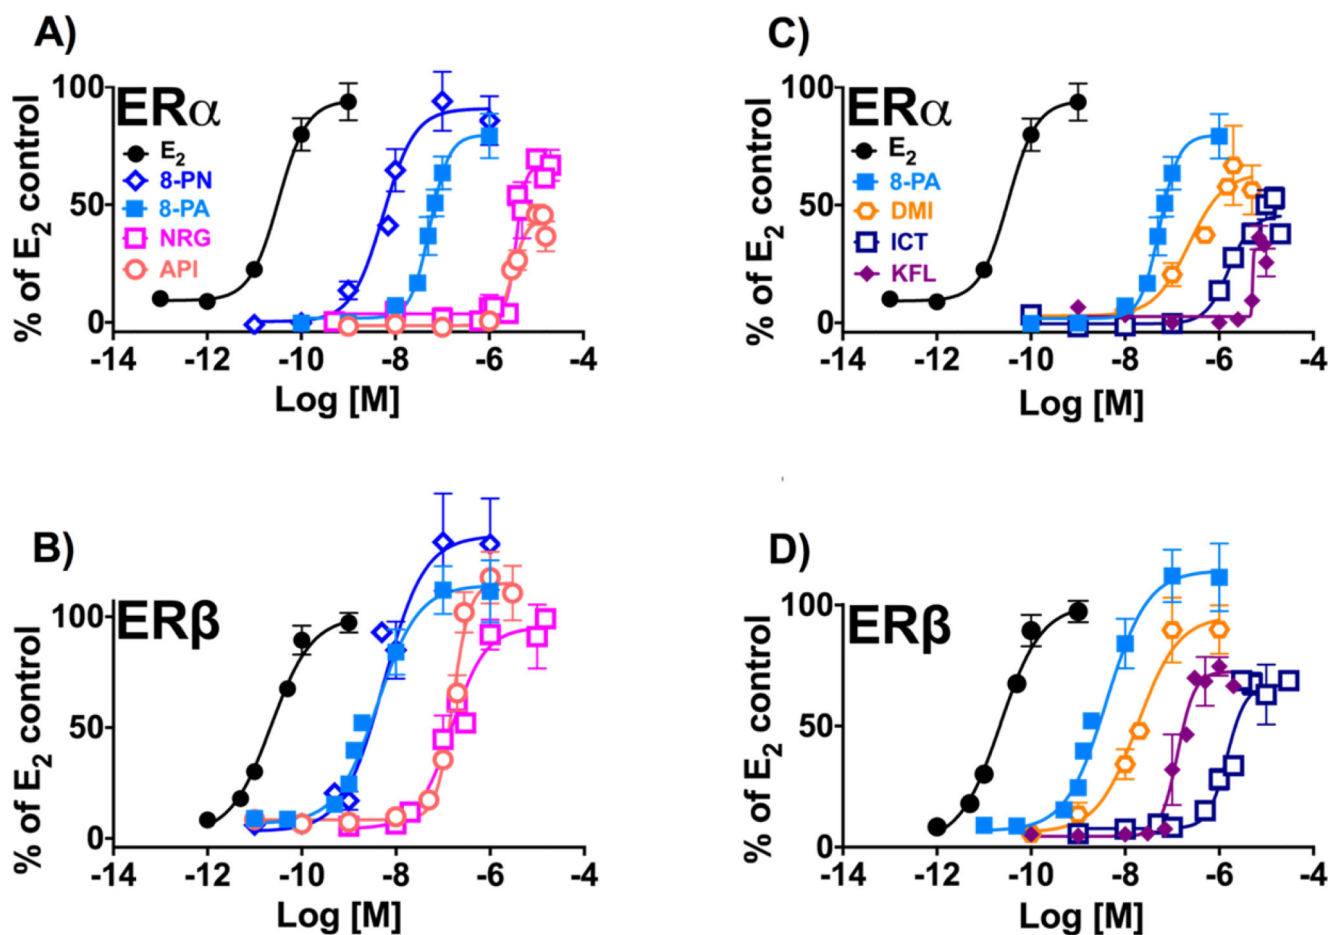 A)
% of E2 control
100
50
0
ERα
E2
8-PN
8-PA
NRG
API
-14 -12 -10 -8 -6 -4
Log [M]
C)
% of E2 control
100
50
0
ERα
E2
8-PA
DMI
ICT
KFL
-14 -12 -10 -8 -6 -4
Log [M]
B)
% of E2 control
100
50
0
ERβ
-14 -12 -10 -8 -6 -4
Log [M]
D)
% of E2 control
100
50
0
ERβ
-14 -12 -10 -8 -6 -4
Log [M]